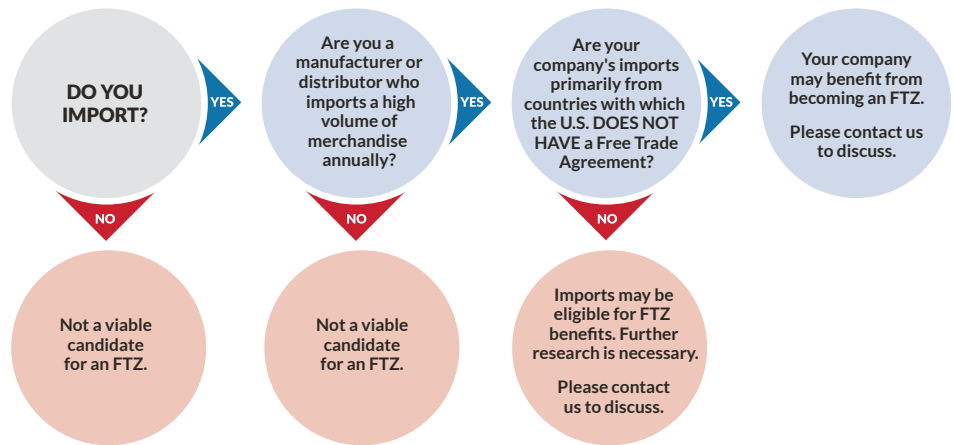 DO YOU
IMPORT?
YES
Are you a
manufacturer or
distributor who
imports a high
volume of
merchandise
annually?
YES
Are your
company's imports
primarily from
countries with which
the U.S. DOES NOT
HAVE a Free Trade
Agreement?
YES
Your company
may benefit from
becoming an FTZ.
Please contact us
to discuss.
NO
NO
NO
Not a viable
candidate
for an FTZ.
Not a viable
candidate
for an FTZ.
Imports may be
eligible for FTZ
benefits. Further
research is necessary.
Please contact
us to discuss.